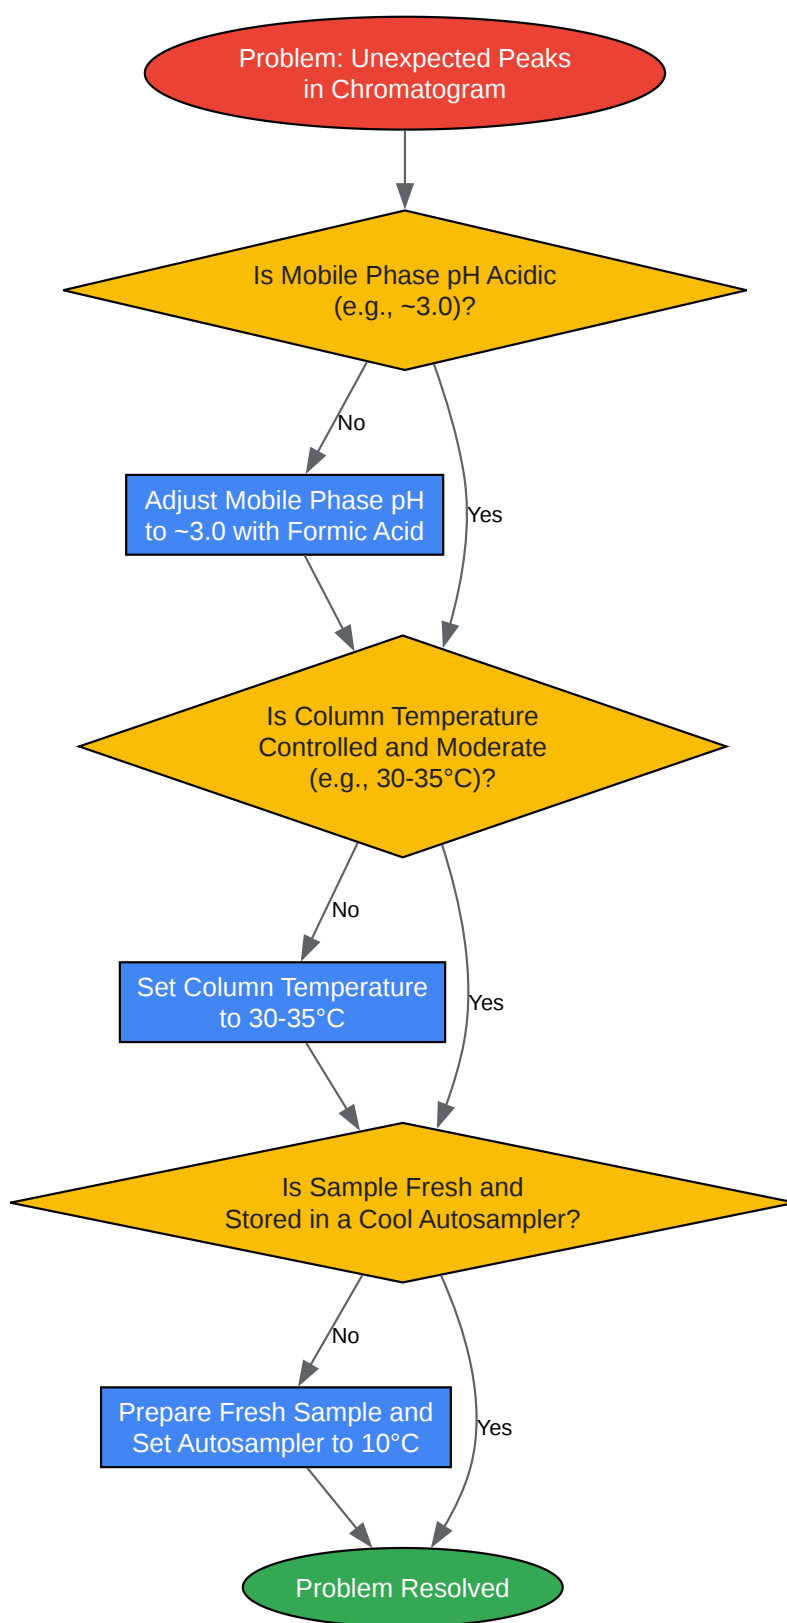 Problem: Unexpected Peaks
in Chromatogram
Is Mobile Phase pH Acidic
(e.g., ~3.0)?
No
Adjust Mobile Phase pH
to ~3.0 with Formic Acid
Yes
Is Column Temperature
Controlled and Moderate
(e.g., 30-35°C)?
No
Set Column Temperature
to 30-35°C
Yes
Is Sample Fresh and
Stored in a Cool Autosampler?
No
Prepare Fresh Sample and
Set Autosampler to 10°C
Yes
Problem Resolved